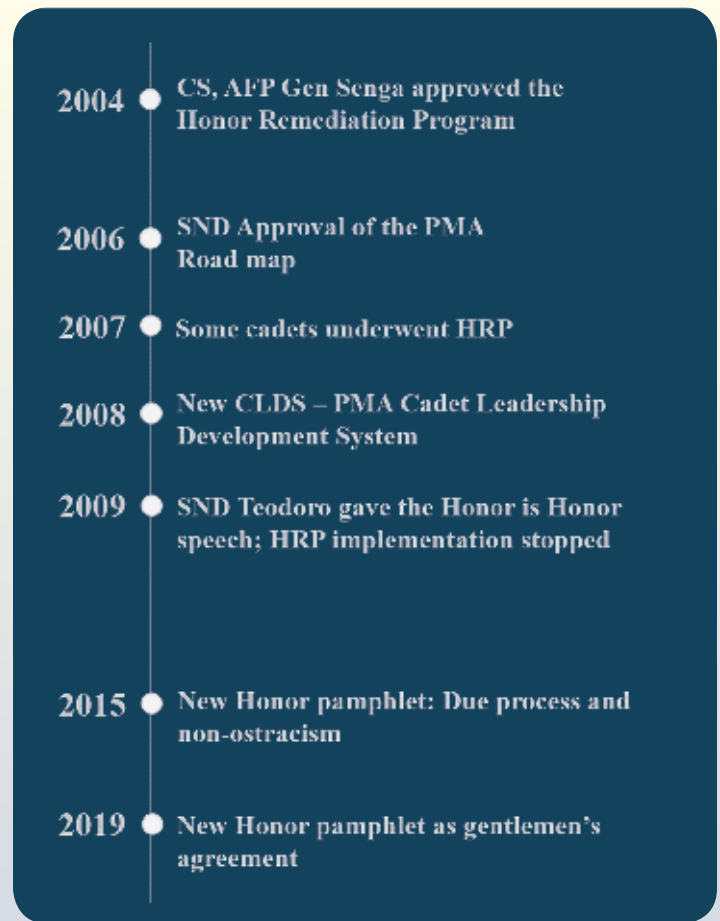 2004
CS, AFP Gen Senga approved the
Honor Remediation Program
2006
SND Approval of the PMA
Road map
2007
Some cadets underwent HRP
2008
New CLDS – PMA Cadet Leadership
Development System
2009
SND Teodoro gave the Honor is Honor
speech; HRP implementation stopped
2015
New Honor pamphlet: Due process and
non-ostracism
2019
New Honor pamphlet as gentlemen’s
agreement